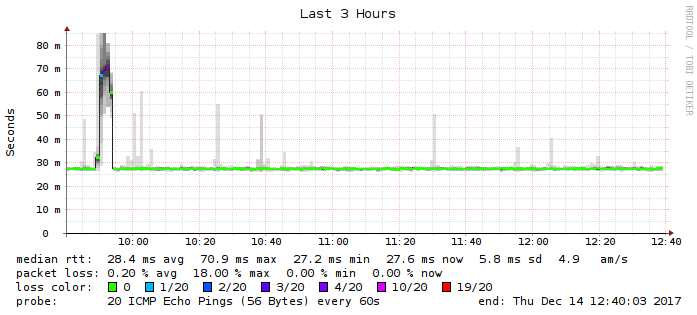 Last 3 Hours
RRDTOOL / TOBI OETIKER
Seconds
80 m
70 m
60 m
50 m
40 m
30 m
20 m
10 m
0
10:00 10:20 10:40 11:00 11:20 11:40 12:00 12:20 12:40
median rtt: 28.4 ms avg 70.9 ms max 27.2 ms min 27.6 ms now 5.8 ms sd 4.9 am/s
packet loss: 0.20 % avg 18.00 % max 0.00 % min 0.00 % now
loss color: 0 1/20 2/20 3/20 4/20 10/20 19/20
probe: 20 ICMP Echo Pings (56 Bytes) every 60s end: Thu Dec 14 12:40:03 2017